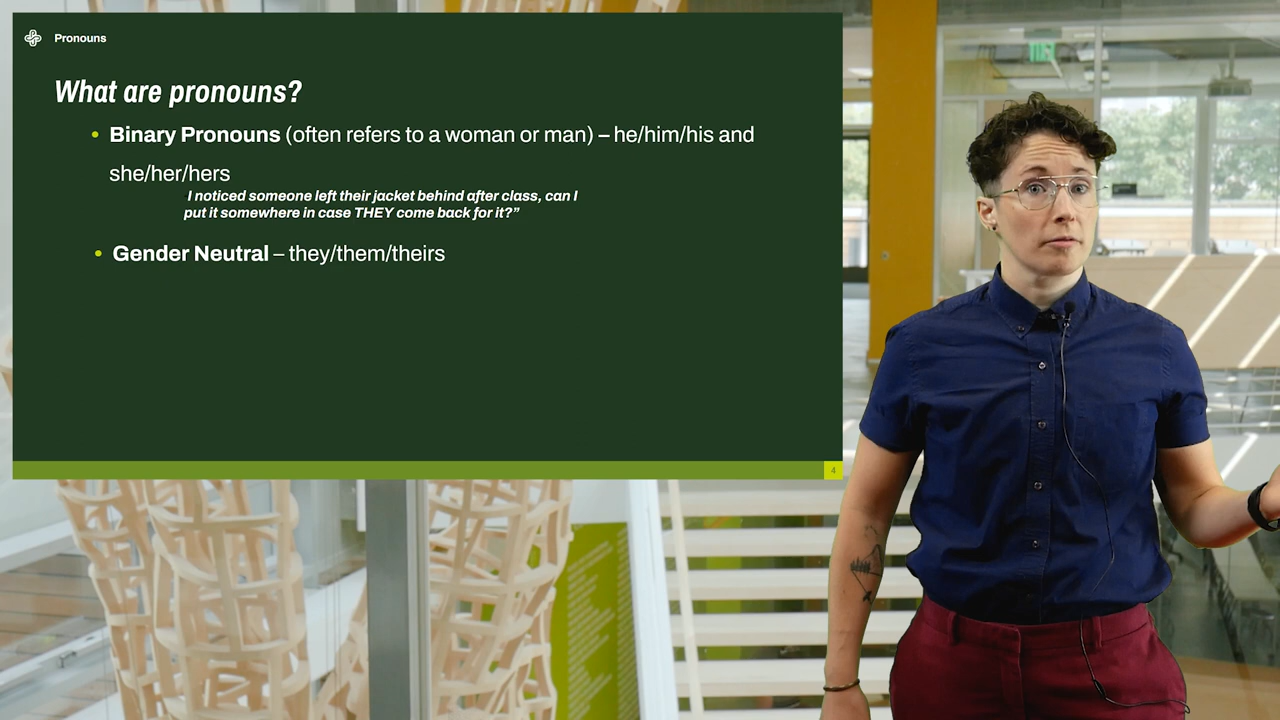 Pronouns
What are pronouns?
• Binary Pronouns (often refers to a woman or man) – he/him/his and
she/her/hers
I noticed someone left their jacket behind after class, can I
put it somewhere in case THEY come back for it?”
• Gender Neutral – they/them/theirs
4